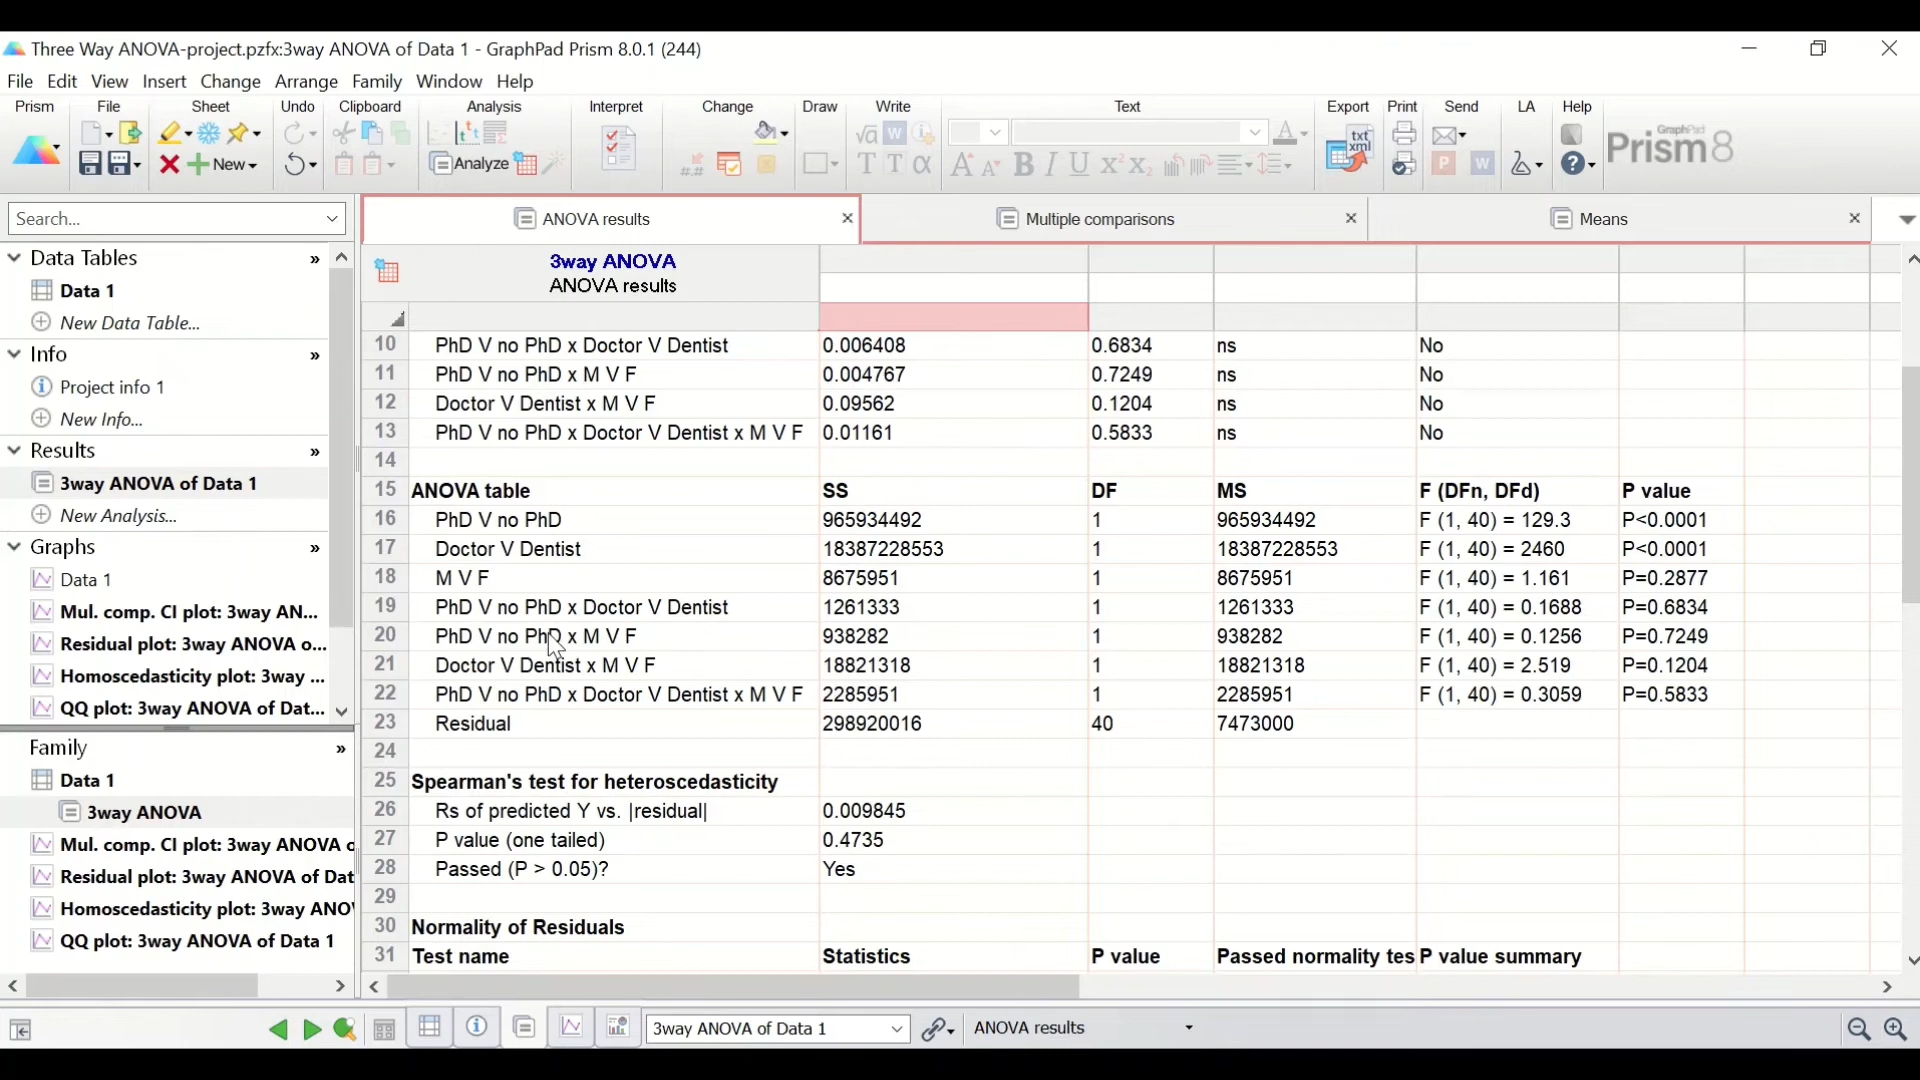 Three Way ANOVA-project.pzfx:3way ANOVA of Data 1 - GraphPad Prism 8.0.1 (244)
File Edit View Insert Change Arrange Family Window Help
Prism File Sheet Undo Clipboard Analysis Interpret Change Draw Write Text Export Print Send LA Help
New Analyze txt xml GraphPad Prism 8
Search...
ANOVA results Multiple comparisons Means
Data Tables
Data 1
New Data Table...
Info
Project info 1
New Info...
Results
3way ANOVA of Data 1
New Analysis...
Graphs
Data 1
Mul. comp. CI plot: 3way AN...
Residual plot: 3way ANOVA o...
Homoscedasticity plot: 3way ...
QQ plot: 3way ANOVA of Dat...
Family
Data 1
3way ANOVA
Mul. comp. CI plot: 3way ANOVA o
Residual plot: 3way ANOVA of Dat
Homoscedasticity plot: 3way ANO
QQ plot: 3way ANOVA of Data 1
3way ANOVA
ANOVA results
10 PhD V no PhD x Doctor V Dentist 0.006408 0.6834 ns No
11 PhD V no PhD x M V F 0.004767 0.7249 ns No
12 Doctor V Dentist x M V F 0.09562 0.1204 ns No
13 PhD V no PhD x Doctor V Dentist x M V F 0.01161 0.5833 ns No
14
15 ANOVA table SS DF MS F (DFn, DFd) P value
16 PhD V no PhD 965934492 1 965934492 F (1, 40) = 129.3 P<0.0001
17 Doctor V Dentist 18387228553 1 18387228553 F (1, 40) = 2460 P<0.0001
18 M V F 8675951 1 8675951 F (1, 40) = 1.161 P=0.2877
19 PhD V no PhD x Doctor V Dentist 1261333 1 1261333 F (1, 40) = 0.1688 P=0.6834
20 PhD V no PhD x M V F 938282 1 938282 F (1, 40) = 0.1256 P=0.7249
21 Doctor V Dentist x M V F 18821318 1 18821318 F (1, 40) = 2.519 P=0.1204
22 PhD V no PhD x Doctor V Dentist x M V F 2285951 1 2285951 F (1, 40) = 0.3059 P=0.5833
23 Residual 298920016 40 7473000
24
25 Spearman's test for heteroscedasticity
26 Rs of predicted Y vs. |residual| 0.009845
27 P value (one tailed) 0.4735
28 Passed (P > 0.05)? Yes
29
30 Normality of Residuals
31 Test name Statistics P value Passed normality tes P value summary
3way ANOVA of Data 1 ANOVA results